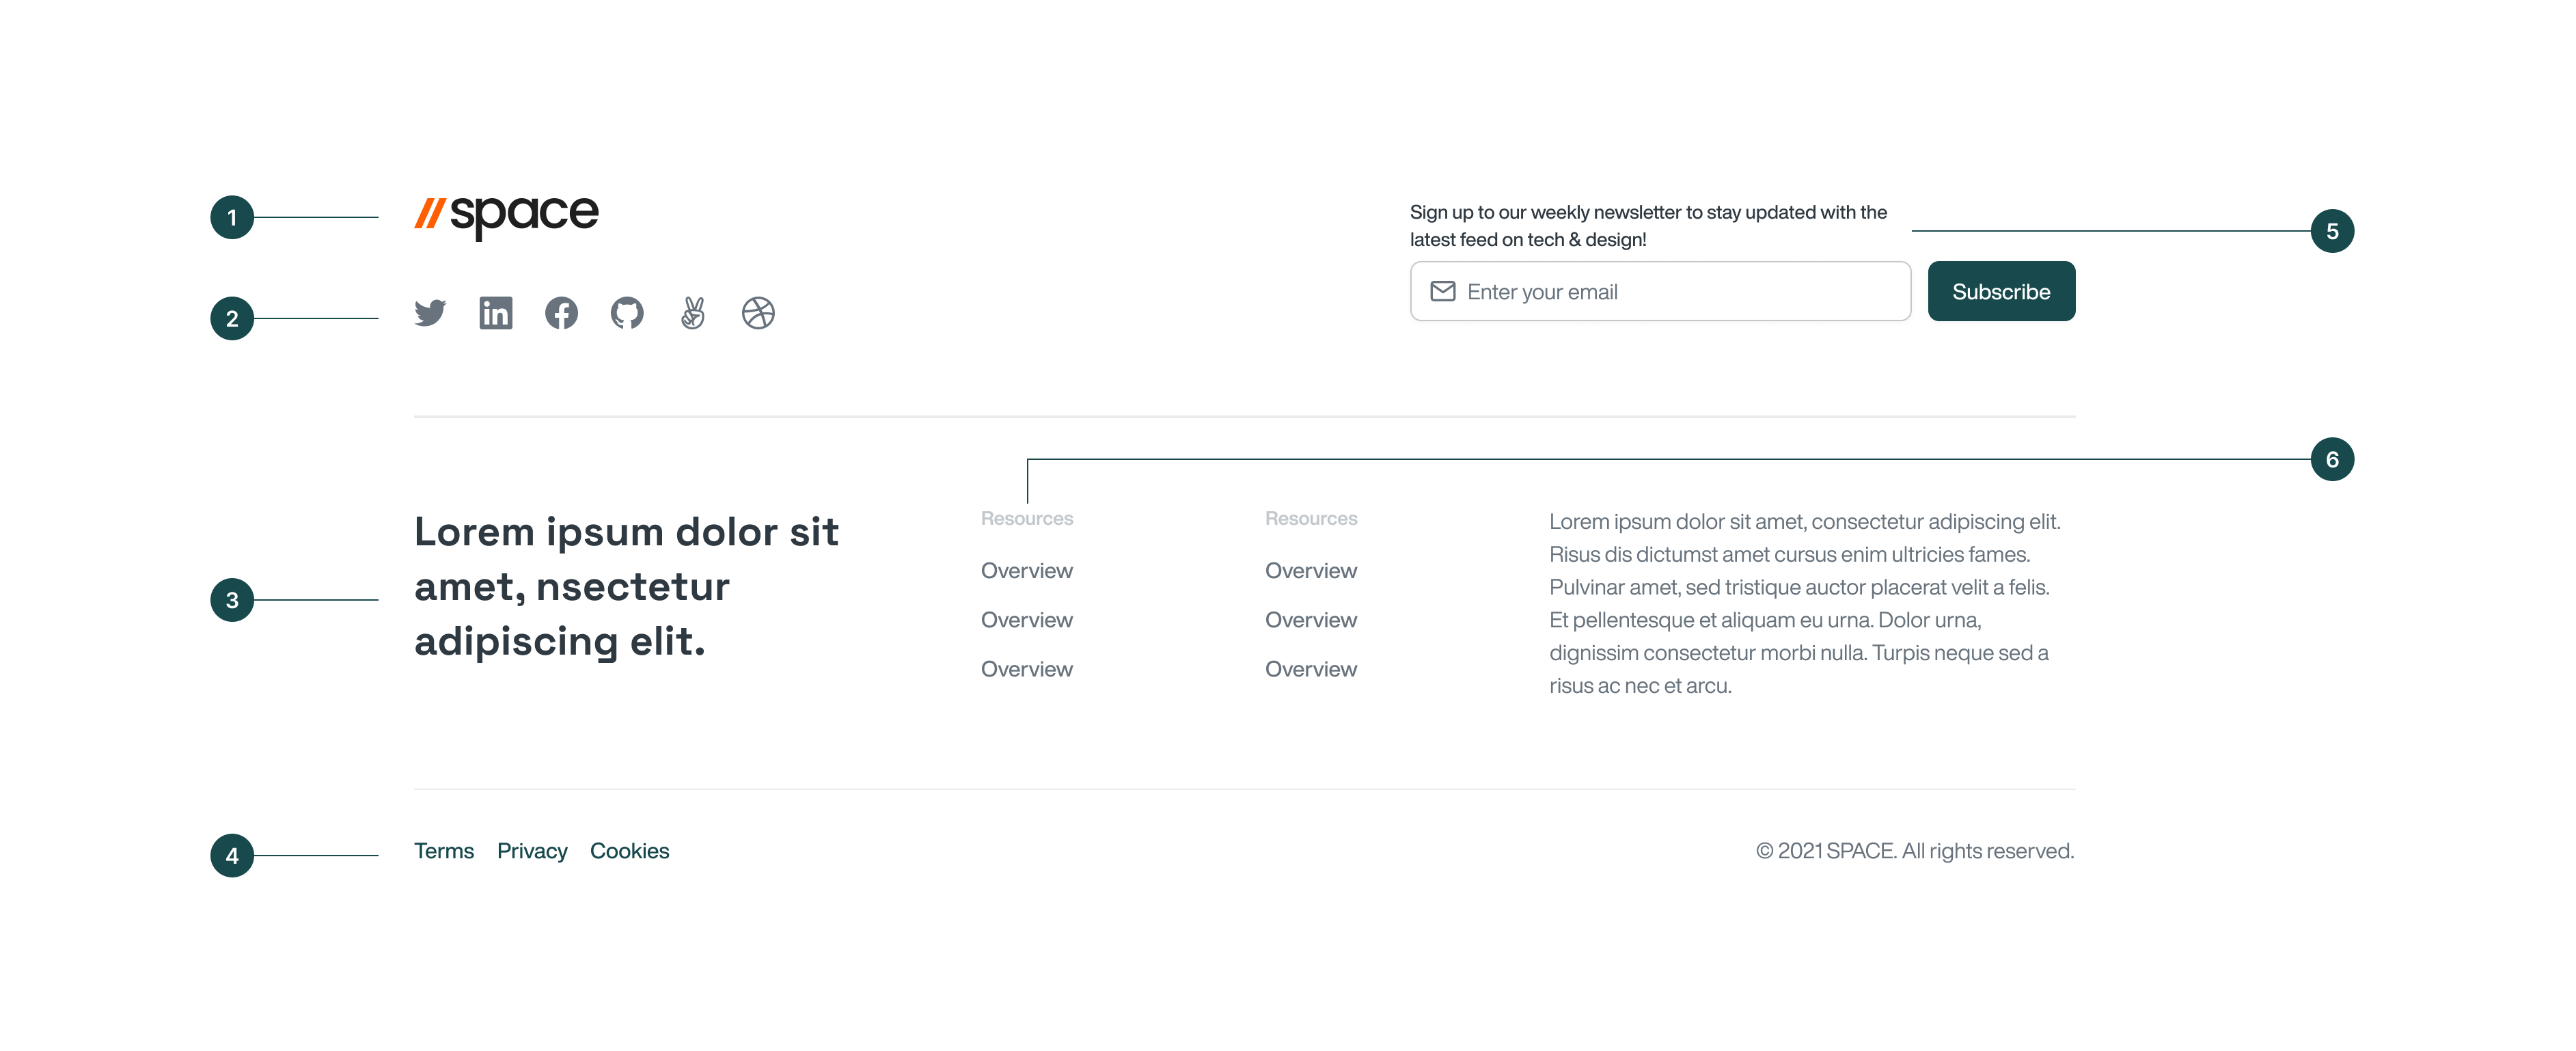 1
//space
Sign up to our weekly newsletter to stay updated with the
latest feed on tech & design!
5
2
in
Enter your email
Subscribe
6
3
Lorem ipsum dolor sit
amet, nsectetur
adipiscing elit.
Resources
Overview
Overview
Overview
Resources
Overview
Overview
Overview
Lorem ipsum dolor sit amet, consectetur adipiscing elit.
Risus dis dictumst amet cursus enim ultricies fames.
Pulvinar amet, sed tristique auctor placerat velit a felis.
Et pellentesque et aliquam eu urna. Dolor urna,
dignissim consectetur morbi nulla. Turpis neque sed a
risus ac nec et arcu.
4
Terms Privacy Cookies
© 2021 SPACE. All rights reserved.